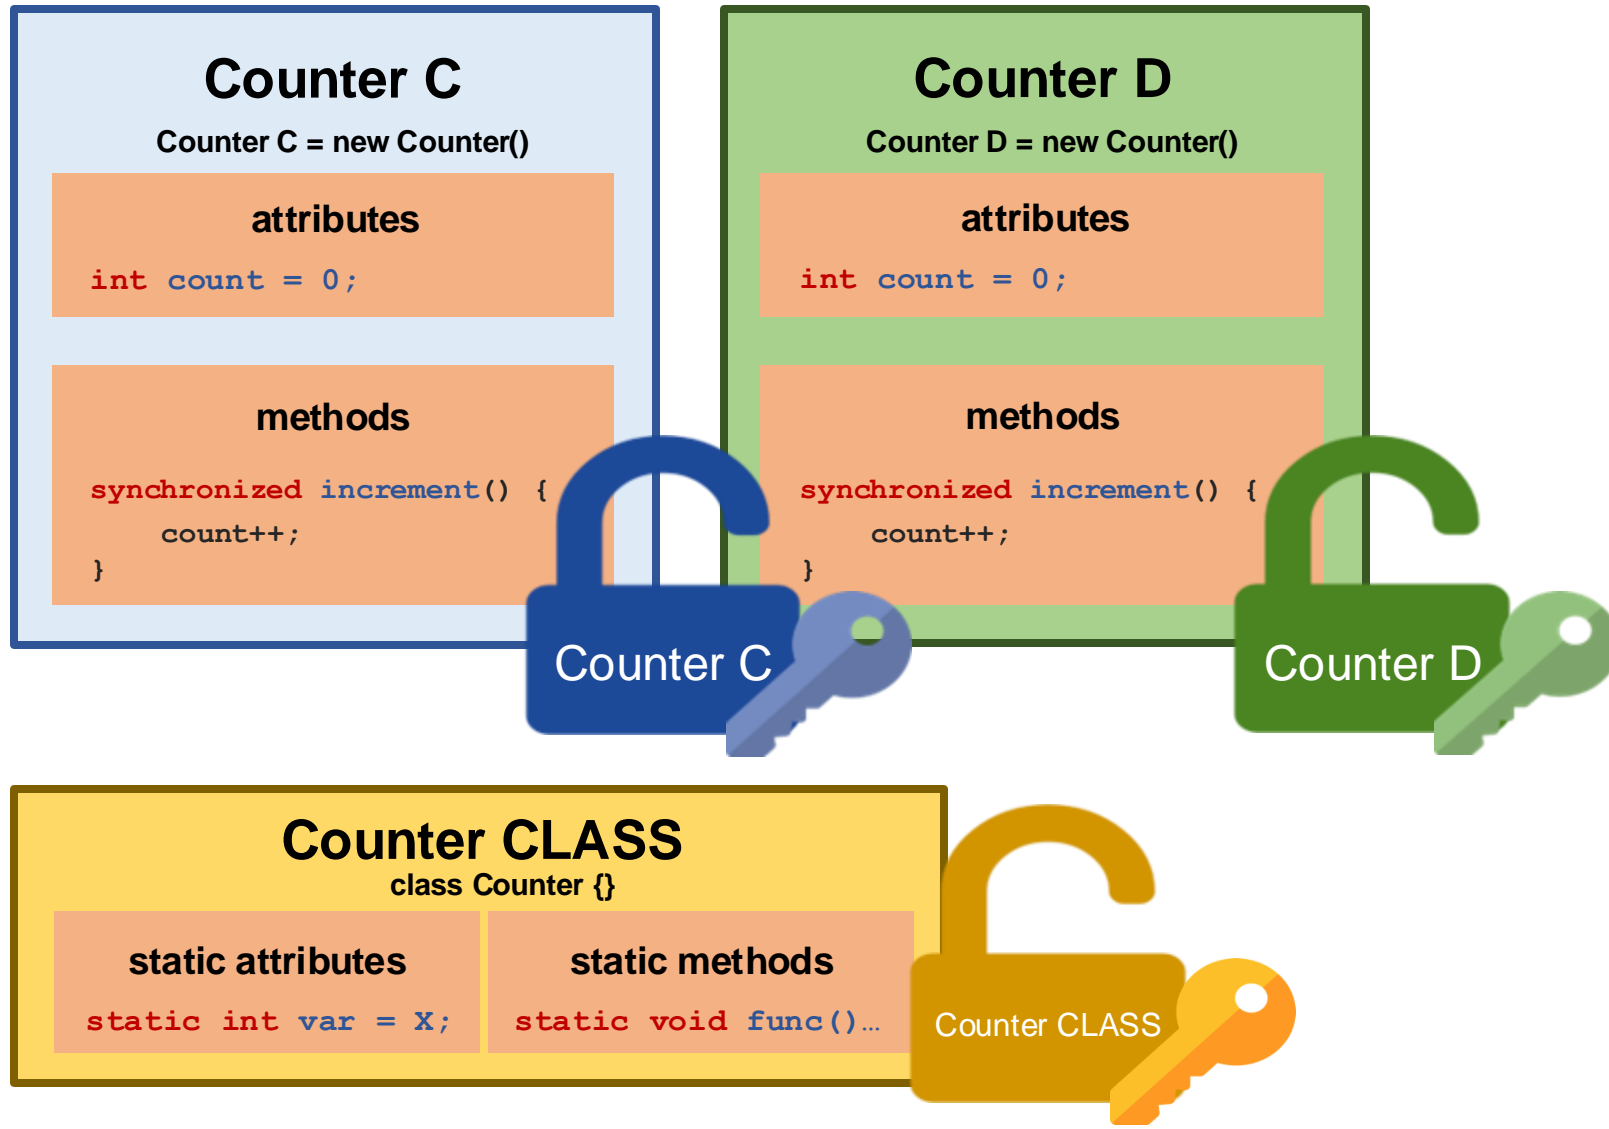 Counter C
Counter C = new Counter()
attributes
int count = 0;
methods
synchronized increment() {
count++;
}
Counter C
Counter D
Counter D = new Counter()
attributes
int count = 0;
methods
synchronized increment() {
count++;
}
Counter D
Counter CLASS
class Counter {}
static attributes
static int var = X;
static methods
static void func()…
Counter CLASS